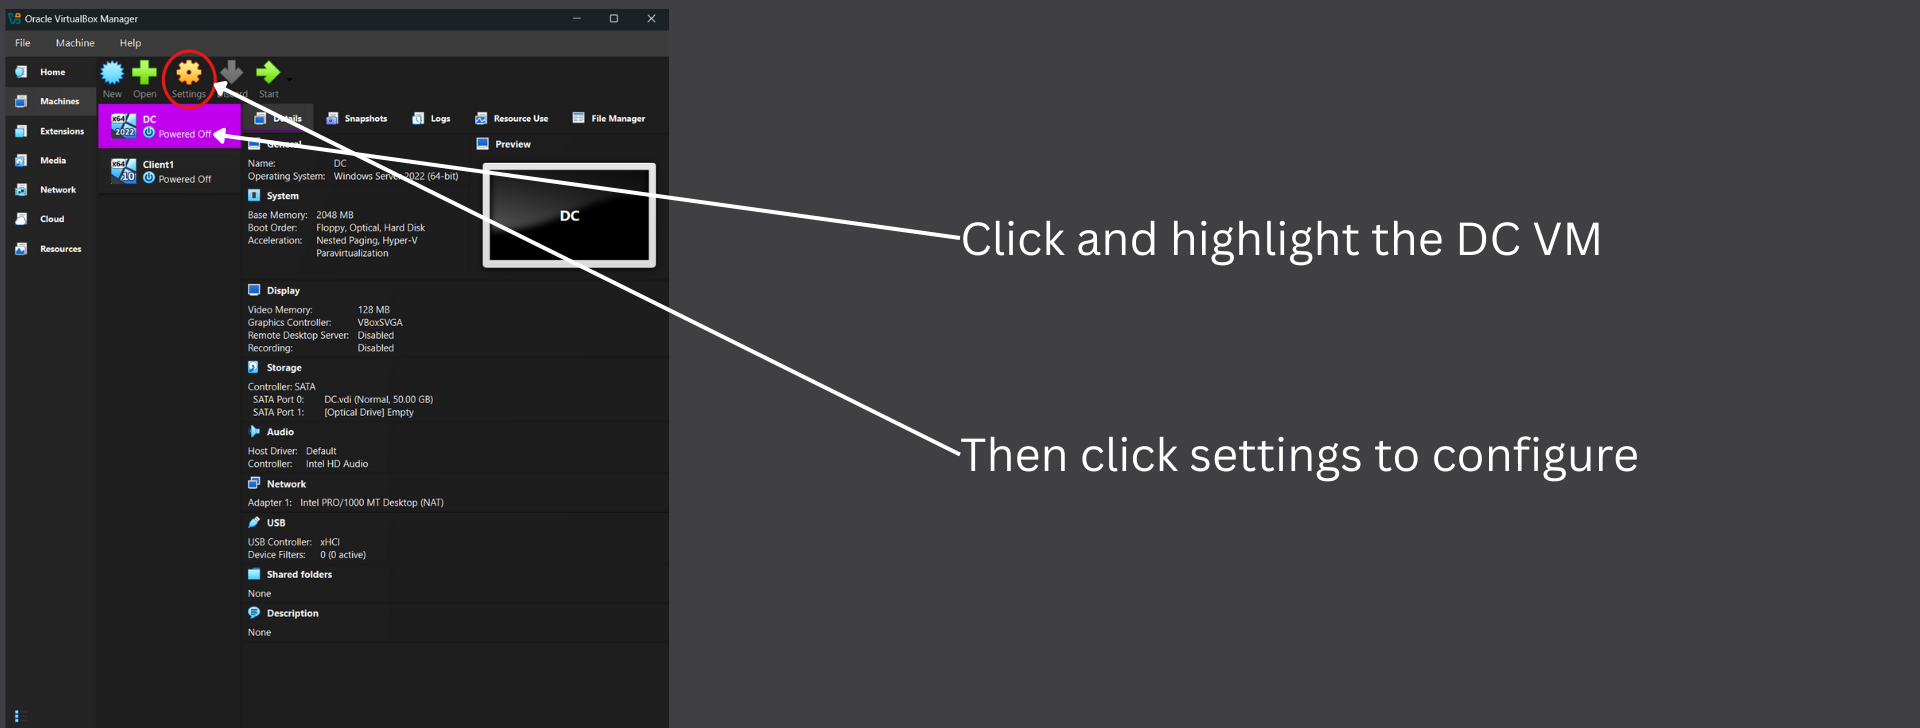 Oracle VirtualBox Manager
File Machine Help
Home
Machines
Extensions
Media
Network
Cloud
Resources
New Open Settings Start
x64 2022 DC
Powered Off
x64 10 Client1
Powered Off
Details Snapshots Logs Resource Use File Manager
General
Name: DC
Operating System: Windows Server 2022 (64-bit)
System
Base Memory: 2048 MB
Boot Order: Floppy, Optical, Hard Disk
Acceleration: Nested Paging, Hyper-V
Paravirtualization
Preview
DC
Display
Video Memory: 128 MB
Graphics Controller: VBoxSVGA
Remote Desktop Server: Disabled
Recording: Disabled
Storage
Controller: SATA
SATA Port 0: DC.vdi (Normal, 50.00 GB)
SATA Port 1: [Optical Drive] Empty
Audio
Host Driver: Default
Controller: Intel HD Audio
Network
Adapter 1: Intel PRO/1000 MT Desktop (NAT)
USB
USB Controller: xHCI
Device Filters: 0 (0 active)
Shared folders
None
Description
None
Click and highlight the DC VM
Then click settings to configure